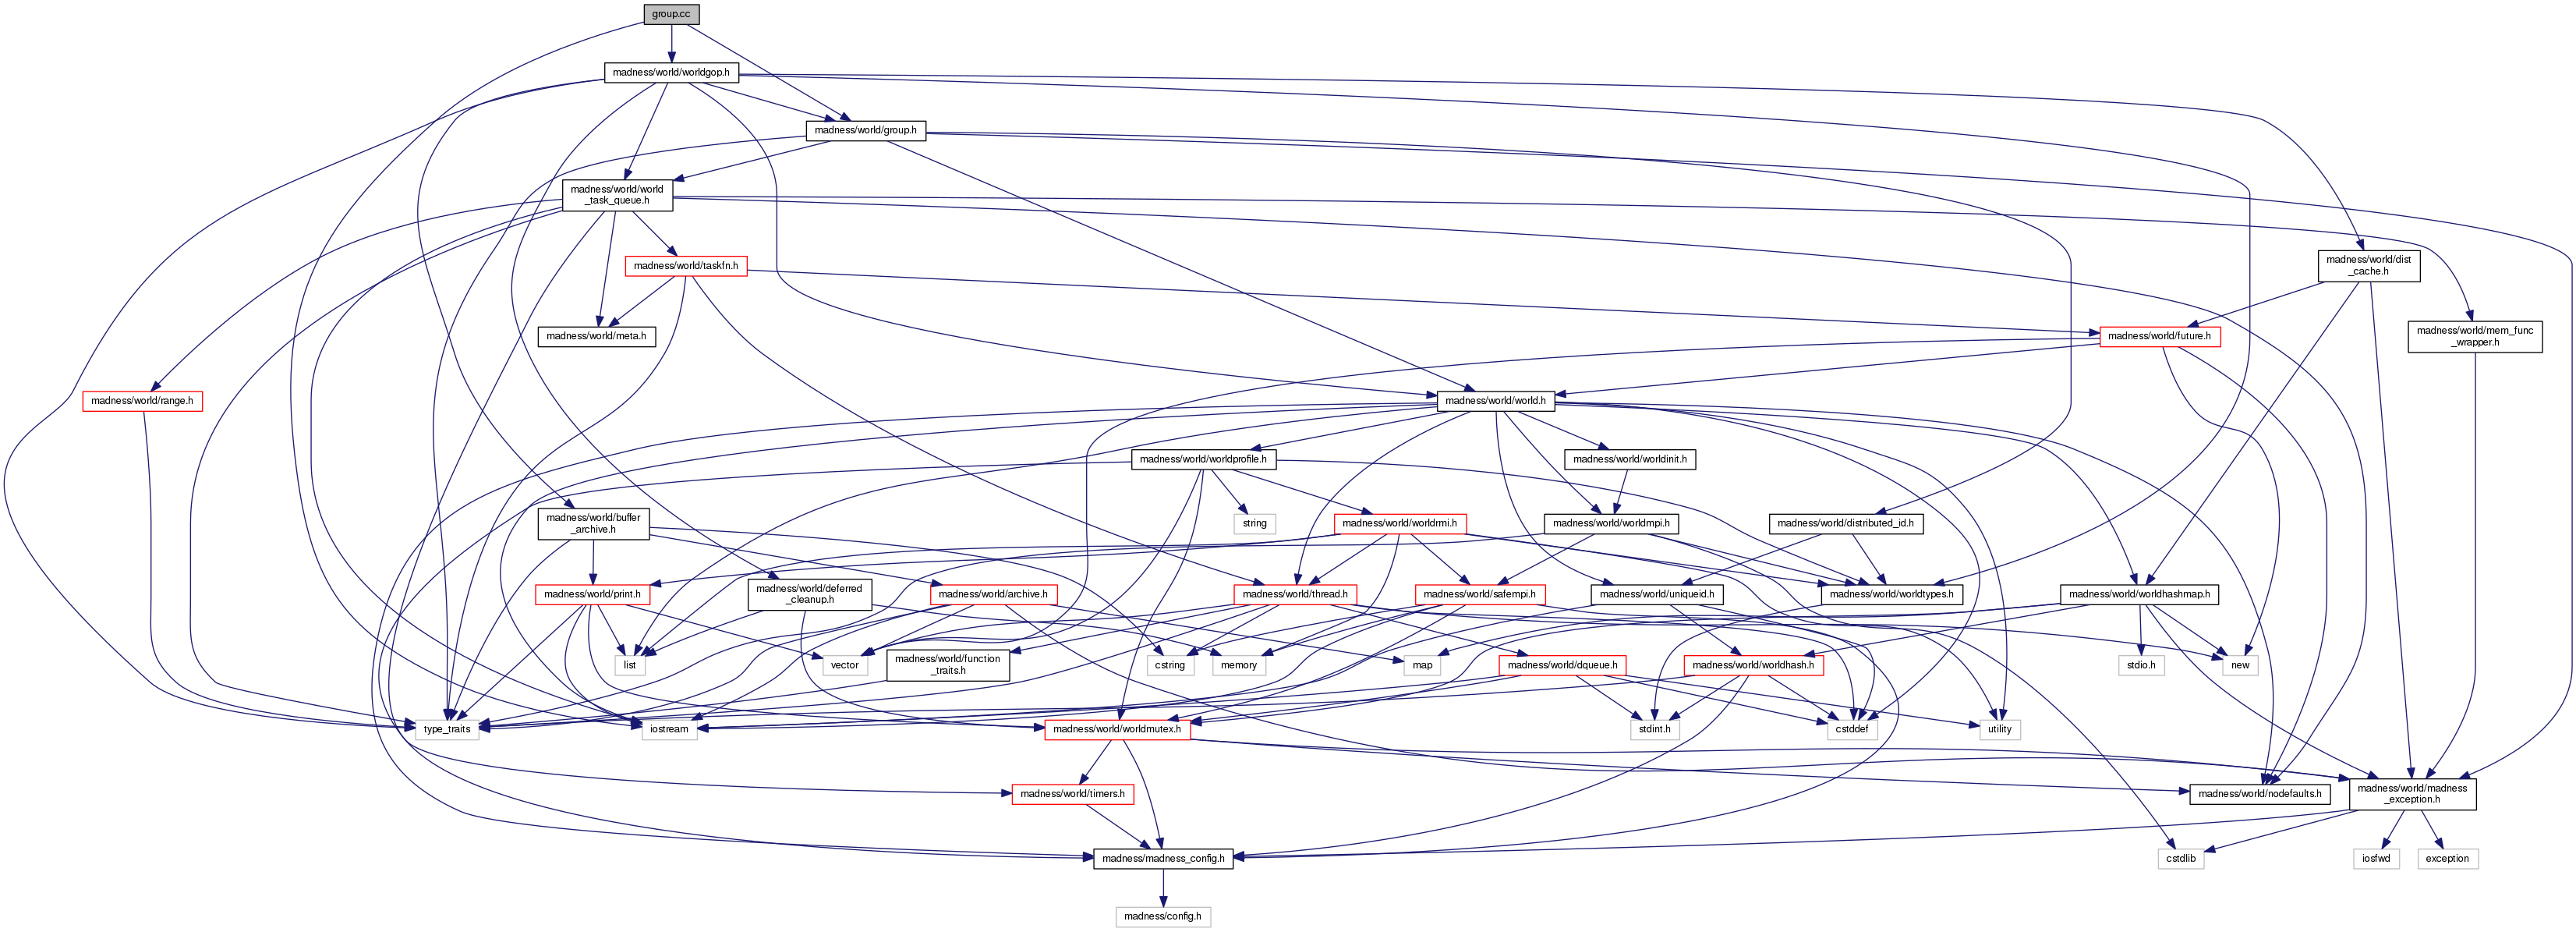 group.cc
madness/world/worldgop.h
madness/world/group.h
madness/world/world
_task_queue.h
madness/world/taskfn.h
madness/world/dist
_cache.h
madness/world/meta.h
madness/world/future.h
madness/world/mem_func
_wrapper.h
madness/world/range.h
madness/world/world.h
madness/world/worldprofile.h
madness/world/worldinit.h
madness/world/buffer
_archive.h
string
madness/world/worldrmi.h
madness/world/worldmpi.h
madness/world/distributed_id.h
madness/world/print.h
madness/world/deferred
_cleanup.h
madness/world/archive.h
madness/world/thread.h
madness/world/safempi.h
madness/world/uniqueid.h
madness/world/worldtypes.h
madness/world/worldhashmap.h
list
vector
madness/world/function
_traits.h
cstring
memory
map
madness/world/dqueue.h
madness/world/worldhash.h
stdio.h
new
type_traits
iostream
madness/world/worldmutex.h
stdint.h
cstddef
utility
madness/world/timers.h
madness/world/nodefaults.h
madness/world/madness
_exception.h
madness/madness_config.h
cstdlib
iosfwd
exception
madness/config.h